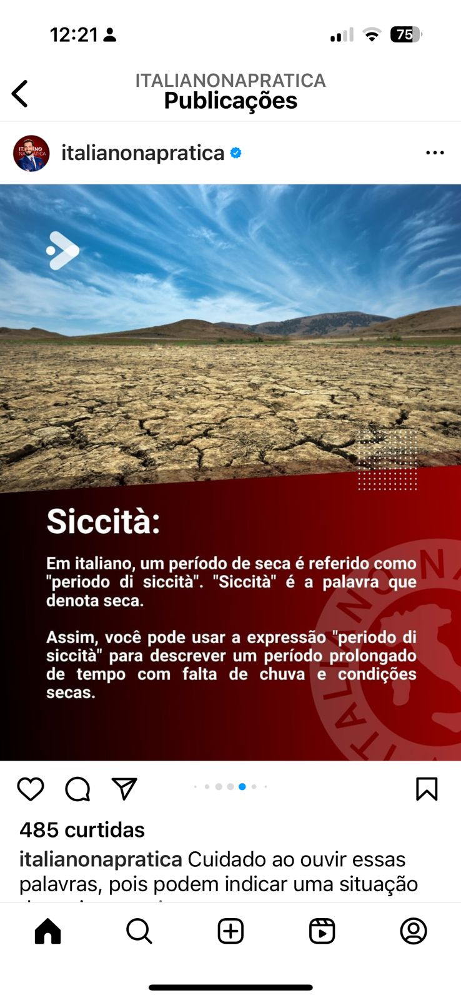 12:21
75
ITALIANONAPRATICA
Publicações
italianonapratica
Siccità:
Em italiano, um período de seca é referido como
"periodo di siccità". "Siccità" é a palavra que
denota seca.
Assim, você pode usar a expressão "periodo di
siccità" para descrever um período prolongado
de tempo com falta de chuva e condições
secas.
ITALIANO NA
485 curtidas
italianonapratica Cuidado ao ouvir essas
palavras, pois podem indicar uma situação